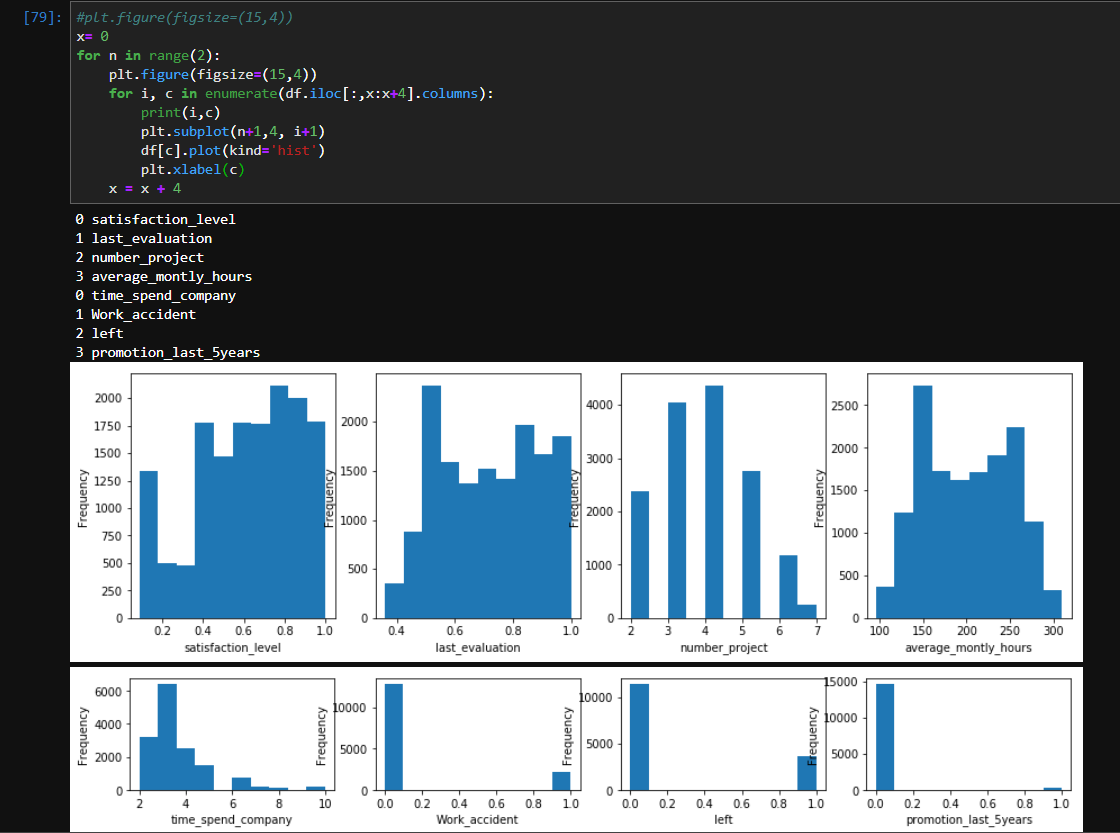 [79]: #plt.figure(figsize=(15,4))
x= 0
for n in range(2):
    plt.figure(figsize=(15,4))
    for i, c in enumerate(df.iloc[:,x:x+4].columns):
        print(i,c)
        plt.subplot(n+1,4, i+1)
        df[c].plot(kind='hist')
        plt.xlabel(c)
    x = x + 4
0 satisfaction_level
1 last_evaluation
2 number_project
3 average_montly_hours
0 time_spend_company
1 Work_accident
2 left
3 promotion_last_5years
Frequency
2000
1750
1500
1250
1000
750
500
250
0
0.2 0.4 0.6 0.8 1.0
satisfaction_level
Frequency
2000
1500
1000
500
0
0.4 0.6 0.8 1.0
last_evaluation
Frequency
4000
3000
2000
1000
0
2 3 4 5 6 7
number_project
Frequency
2500
2000
1500
1000
500
0
100 150 200 250 300
average_montly_hours
Frequency
6000
4000
2000
0
2 4 6 8 10
time_spend_company
Frequency
10000
5000
0
0.0 0.2 0.4 0.6 0.8 1.0
Work_accident
Frequency
10000
5000
0
0.0 0.2 0.4 0.6 0.8 1.0
left
Frequency
15000
10000
5000
0
0.0 0.2 0.4 0.6 0.8 1.0
promotion_last_5years